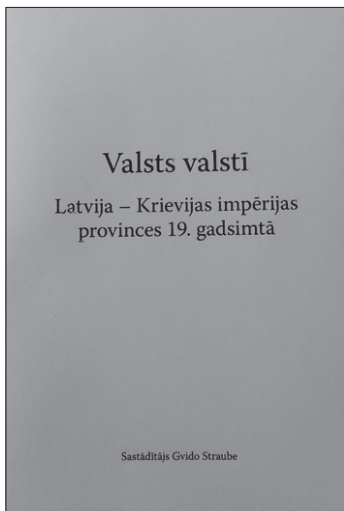 Valsts valstī
Latvija – Krievijas impērijas
provinces 19. gadsimtā
Sastādītājs Gvido Straube